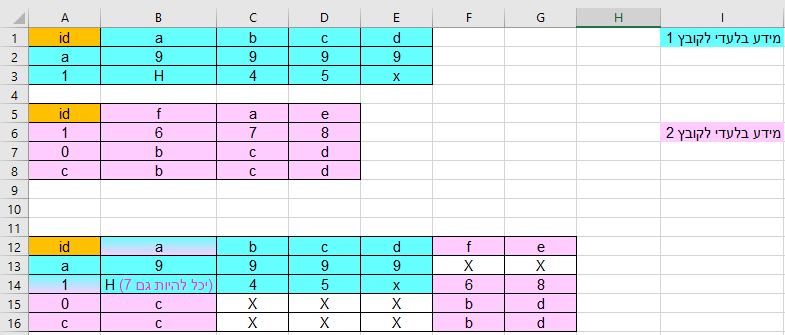 A B C D E F G H I
1 id a b c d מידע בלעדי לקובץ 1
2 a 9 9 9 9
3 1 H 4 5 x
4
5 id f a e
6 1 6 7 8 מידע בלעדי לקובץ 2
7 0 b c d
8 c b c d
9
10
11
12 id a b c d f e
13 a 9 9 9 9 X X
14 1 H (יכל להיות גם 7) 4 5 x 6 8
15 0 c X X X b d
16 c c X X X b d